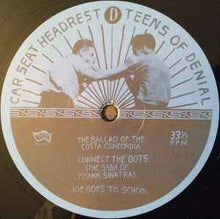 CAR SEAT HEADREST D TEENS OF DENIAL
THE BALLAD OF THE
COSTA CONCORDIA
CONNECT THE DOTS
(THE SAGA OF
FRANK SINATRA)
JOE GOES TO SCHOOL
33⅓
RPM